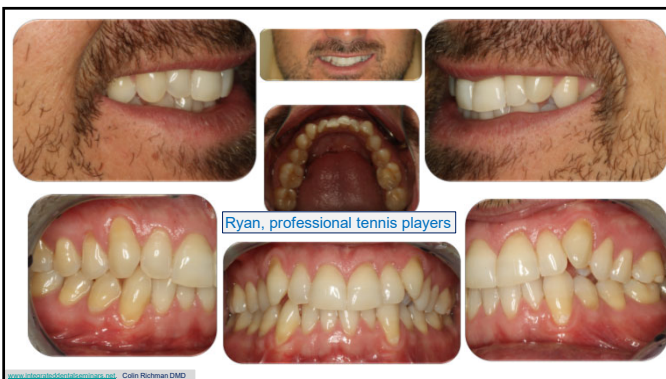 Ryan, professional tennis players
www.integrateddentalseminars.net, Colin Richman DMD